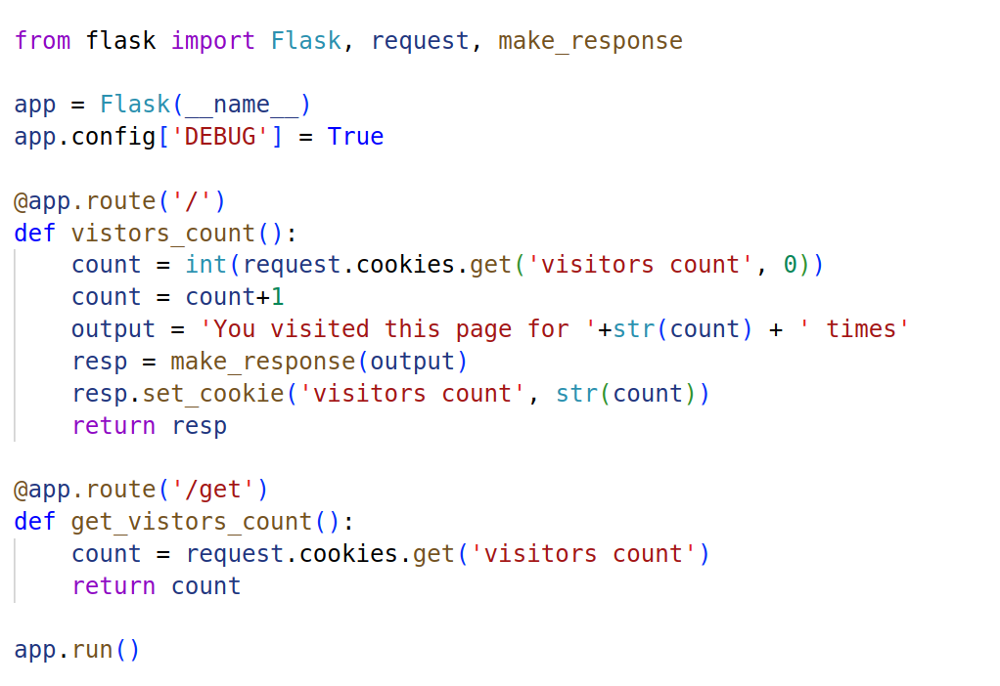 from flask import Flask, request, make_response

app = Flask(__name__)
app.config['DEBUG'] = True

@app.route('/')
def vistors_count():
    count = int(request.cookies.get('visitors count', 0))
    count = count+1
    output = 'You visited this page for '+str(count) + ' times'
    resp = make_response(output)
    resp.set_cookie('visitors count', str(count))
    return resp

@app.route('/get')
def get_vistors_count():
    count = request.cookies.get('visitors count')
    return count

app.run()